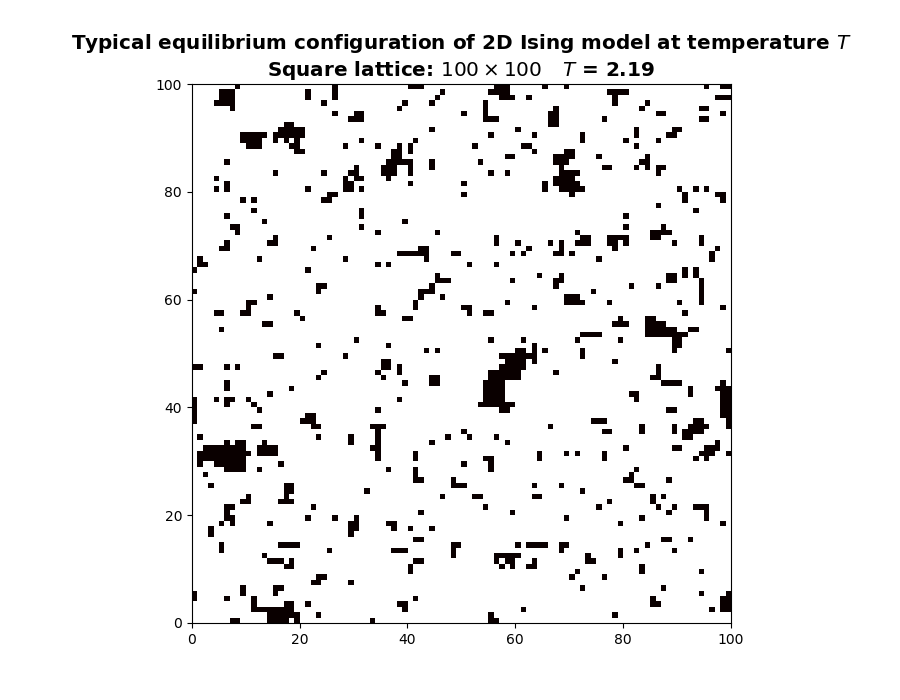 Typical equilibrium configuration of 2D Ising model at temperature T
Square lattice: 100 × 100 T = 2.19
100
80
60
40
20
0
0 20 40 60 80 100